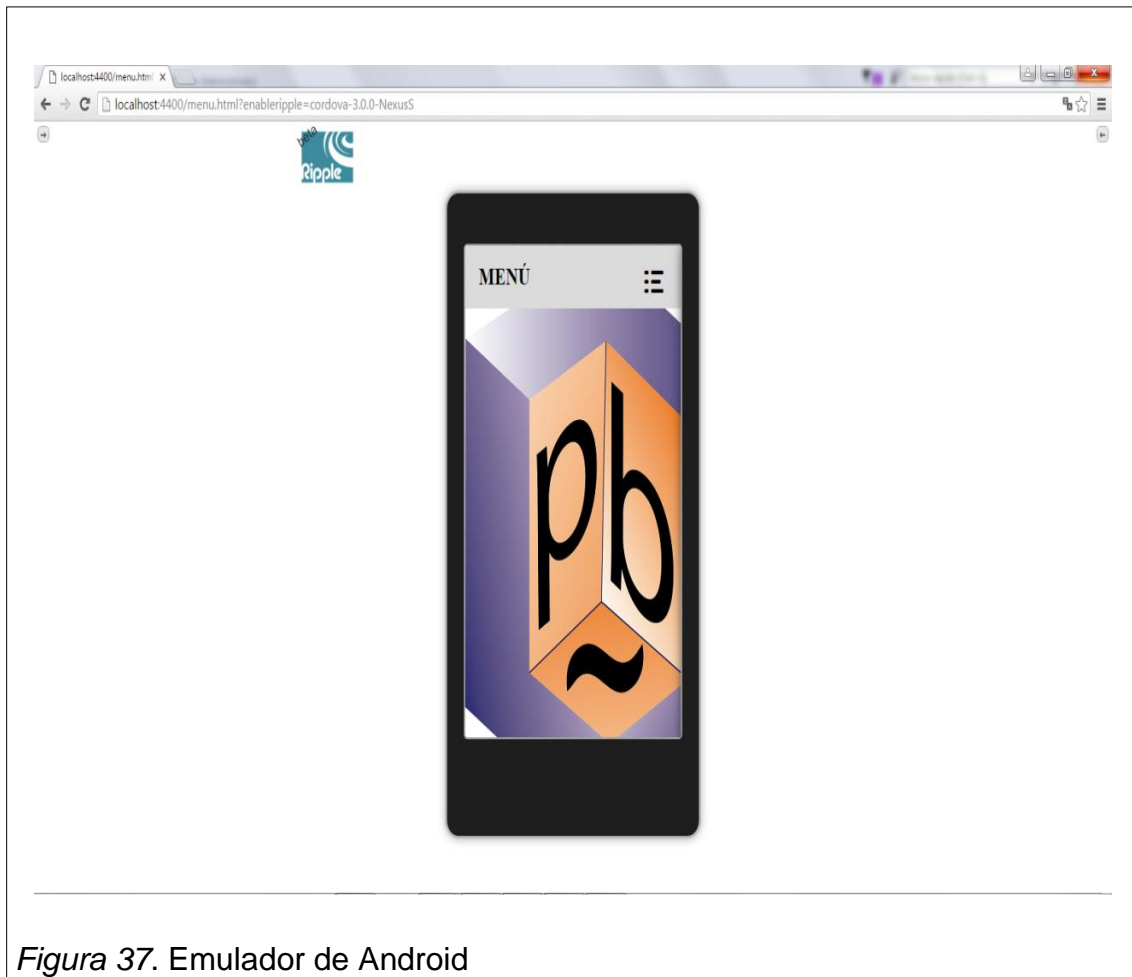 localhost:4400/menu.html
localhost:4400/menu.html?enableripple=cordova-3.0.0-NexusS
beta
Ripple
MENÚ
p b
~
Figura 37. Emulador de Android